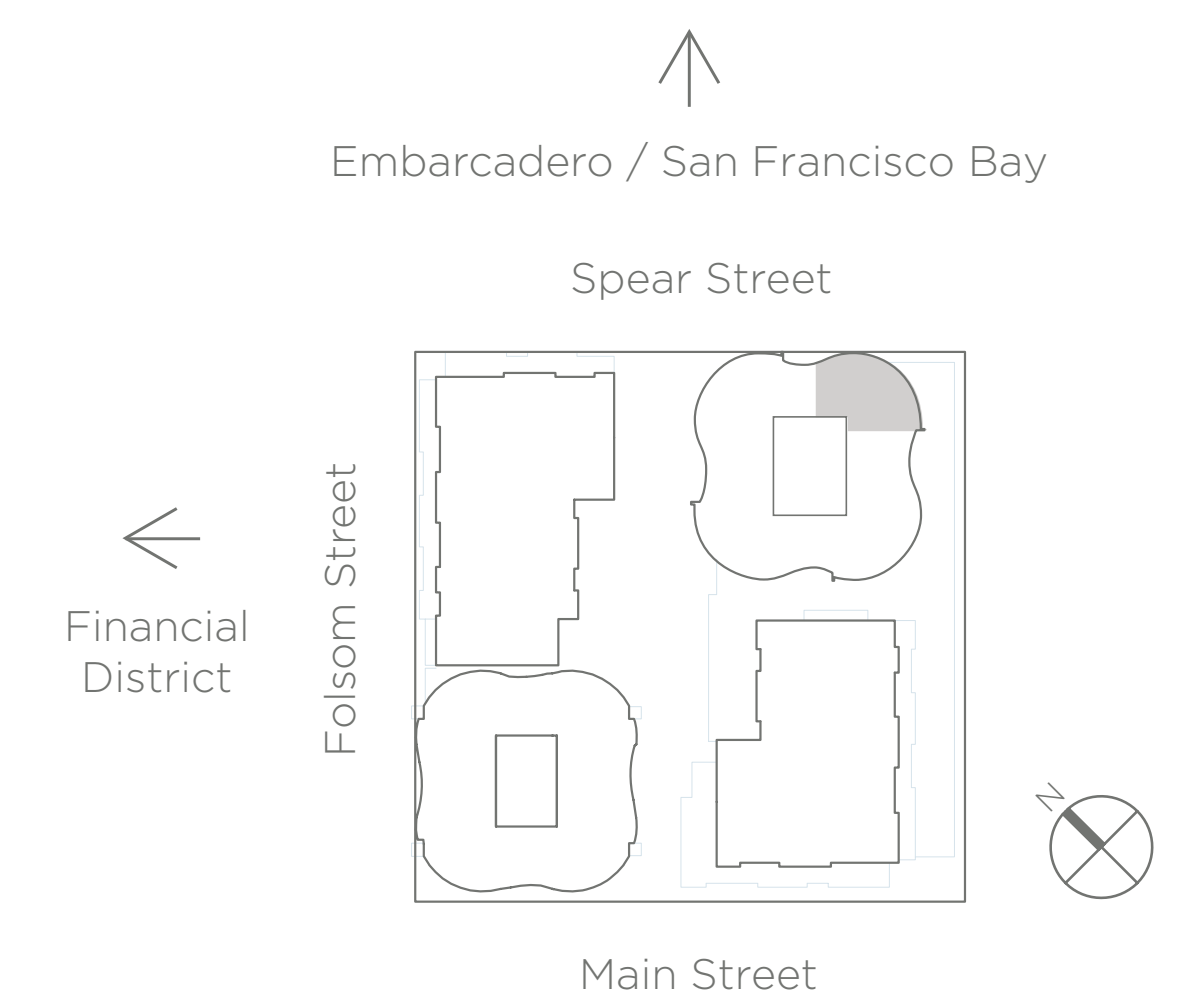 Embarcadero / San Francisco Bay
Spear Street
Folsom Street
Financial
District
N
Main Street